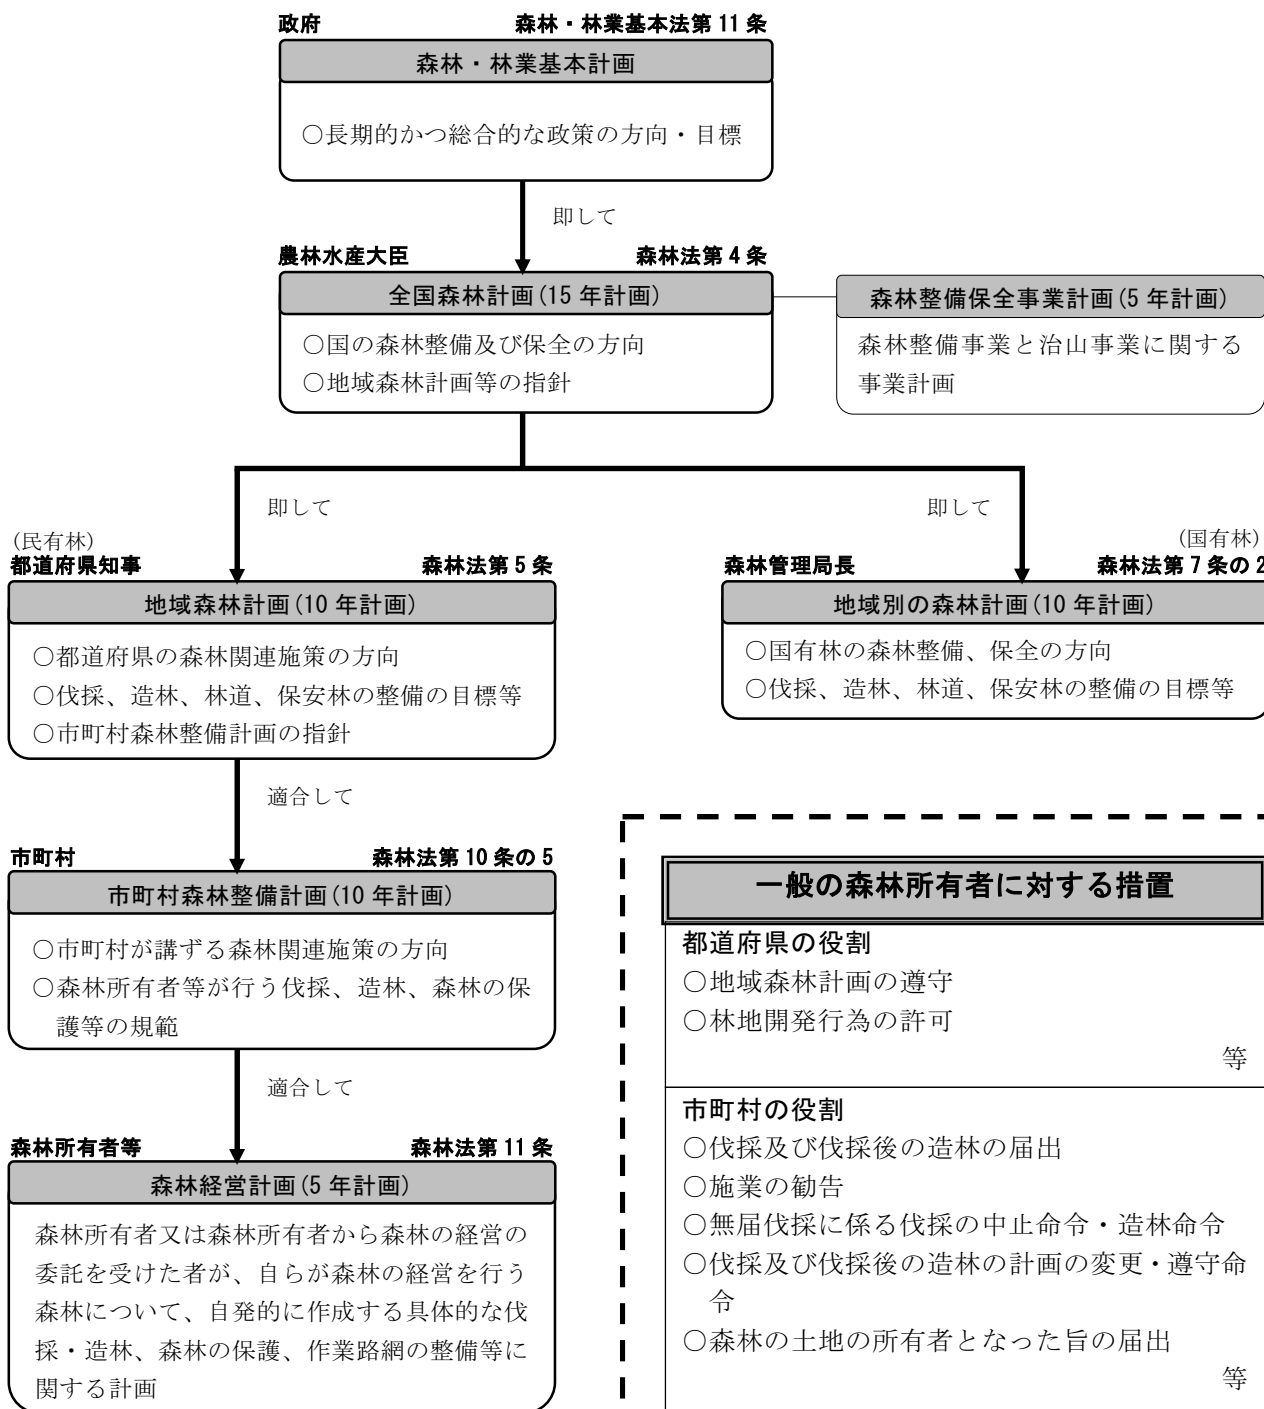 政府 森林・林業基本法第 11 条
森林・林業基本計画
○長期的かつ総合的な政策の方向・目標
即して
農林水産大臣 森林法第 4 条
全国森林計画(15 年計画)
○国の森林整備及び保全の方向
○地域森林計画等の指針
森林整備保全事業計画(5 年計画)
森林整備事業と治山事業に関する
事業計画
即して
即して
(民有林)
都道府県知事 森林法第 5 条
地域森林計画(10 年計画)
○都道府県の森林関連施策の方向
○伐採、造林、林道、保安林の整備の目標等
○市町村森林整備計画の指針
(国有林)
森林管理局長 森林法第 7 条の 2
地域別の森林計画(10 年計画)
○国有林の森林整備、保全の方向
○伐採、造林、林道、保安林の整備の目標等
適合して
市町村 森林法第 10 条の 5
市町村森林整備計画(10 年計画)
○市町村が講ずる森林関連施策の方向
○森林所有者等が行う伐採、造林、森林の保
護等の規範
適合して
森林所有者等 森林法第 11 条
森林経営計画(5 年計画)
森林所有者又は森林所有者から森林の経営の
委託を受けた者が、自らが森林の経営を行う
森林について、自発的に作成する具体的な伐
採・造林、森林の保護、作業路網の整備等に
関する計画
一般の森林所有者に対する措置
都道府県の役割
○地域森林計画の遵守
○林地開発行為の許可
等
市町村の役割
○伐採及び伐採後の造林の届出
○施業の勧告
○無届伐採に係る伐採の中止命令・造林命令
○伐採及び伐採後の造林の計画の変更・遵守命
令
○森林の土地の所有者となった旨の届出
等